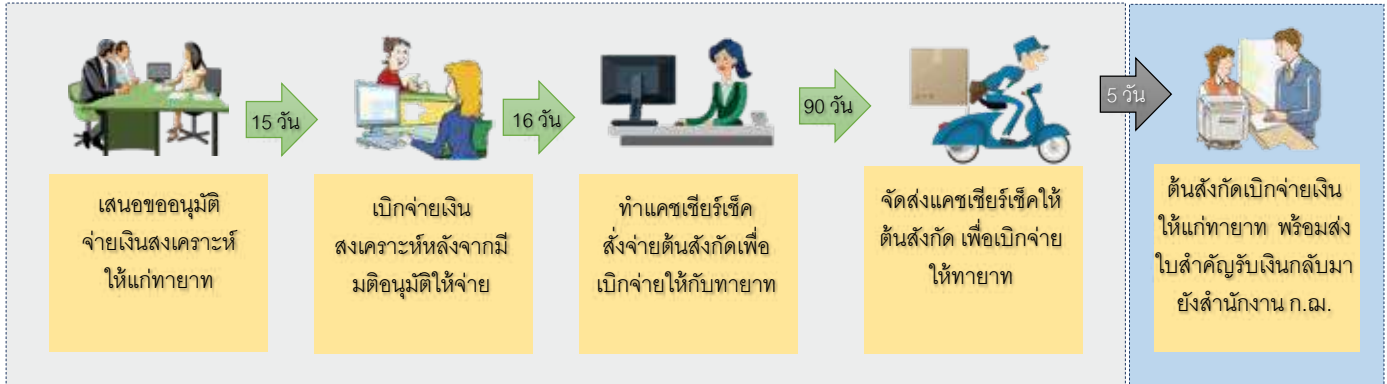 15 วัน
16 วัน
90 วัน
5 วัน
เสนอขออนุมัติ
จ่ายเงินสงเคราะห์
ให้แก่ทายาท
เบิกจ่ายเงิน
สงเคราะห์หลังจากมี
มติอนุมัติให้จ่าย
ทำแคชเชียร์เช็ค
สั่งจ่ายต้นสังกัดเพื่อ
เบิกจ่ายให้กับทายาท
จัดส่งแคชเชียร์เช็คให้
ต้นสังกัด เพื่อเบิกจ่าย
ให้ทายาท
ต้นสังกัดเบิกจ่ายเงิน
ให้แก่ทายาท พร้อมส่ง
ใบสำคัญรับเงินกลับมา
ยังสำนักงาน ก.ฌ.